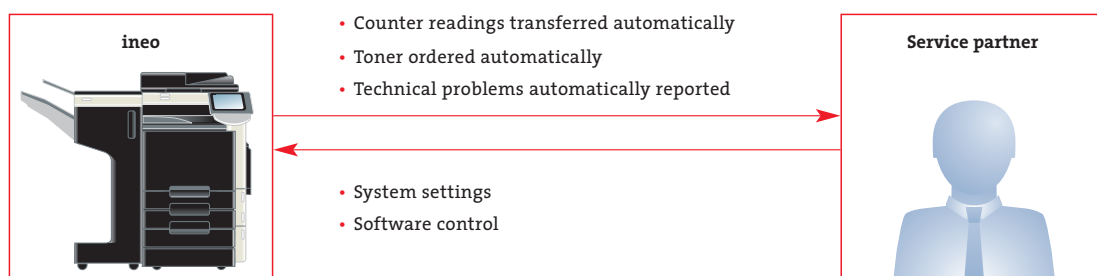 ineo
• Counter readings transferred automatically
• Toner ordered automatically
• Technical problems automatically reported
Service partner
• System settings
• Software control